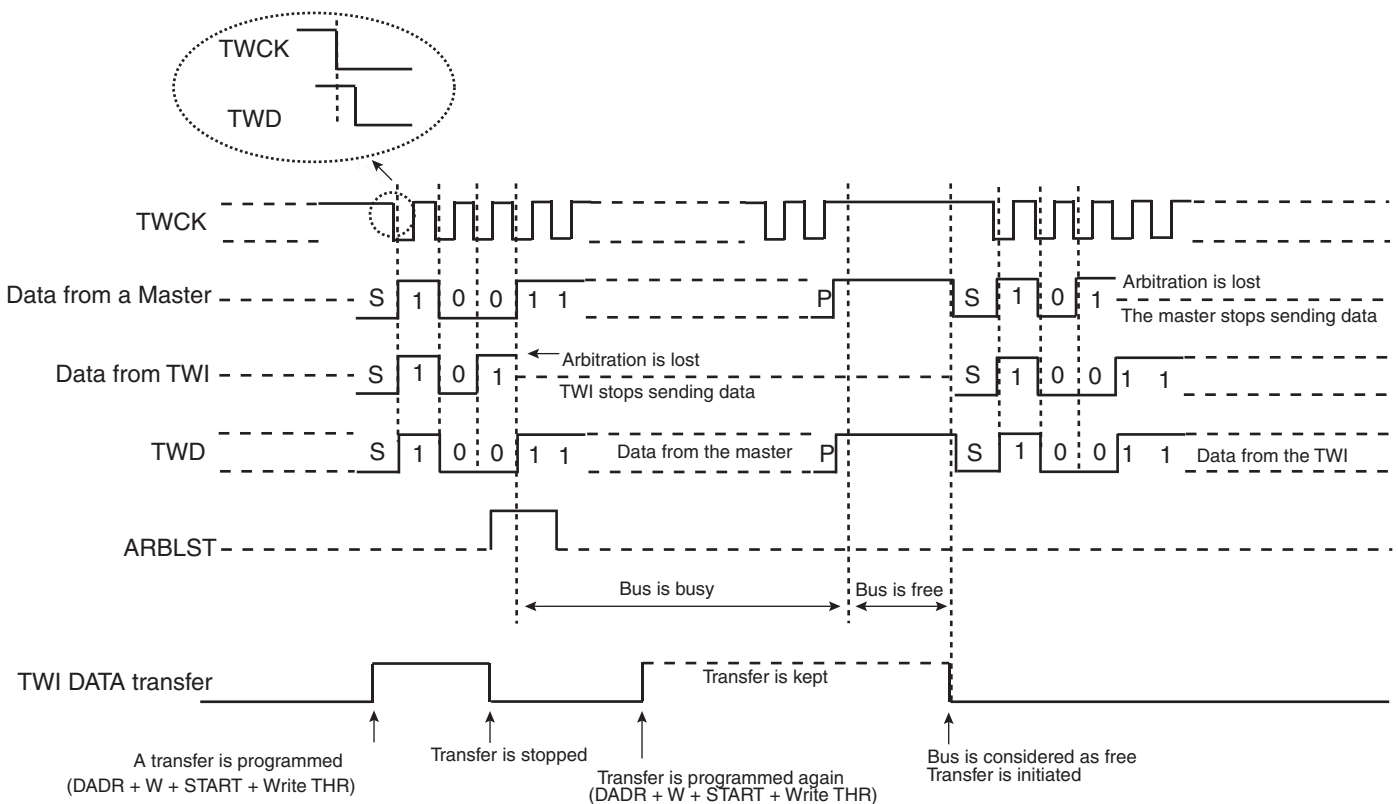 TWCK
TWD
TWCK
Data from a Master S 1 0 0 1 1 P S 1 0 1 Arbitration is lost
The master stops sending data
Data from TWI S 1 0 1 Arbitration is lost S 1 0 0 1 1
TWI stops sending data
TWD S 1 0 0 1 1 Data from the master P S 1 0 0 1 1 Data from the TWI
ARBLST
Bus is busy Bus is free
TWI DATA transfer Transfer is kept
A transfer is programmed
(DADR + W + START + Write THR)
Transfer is stopped
Transfer is programmed again
(DADR + W + START + Write THR)
Bus is considered as free
Transfer is initiated